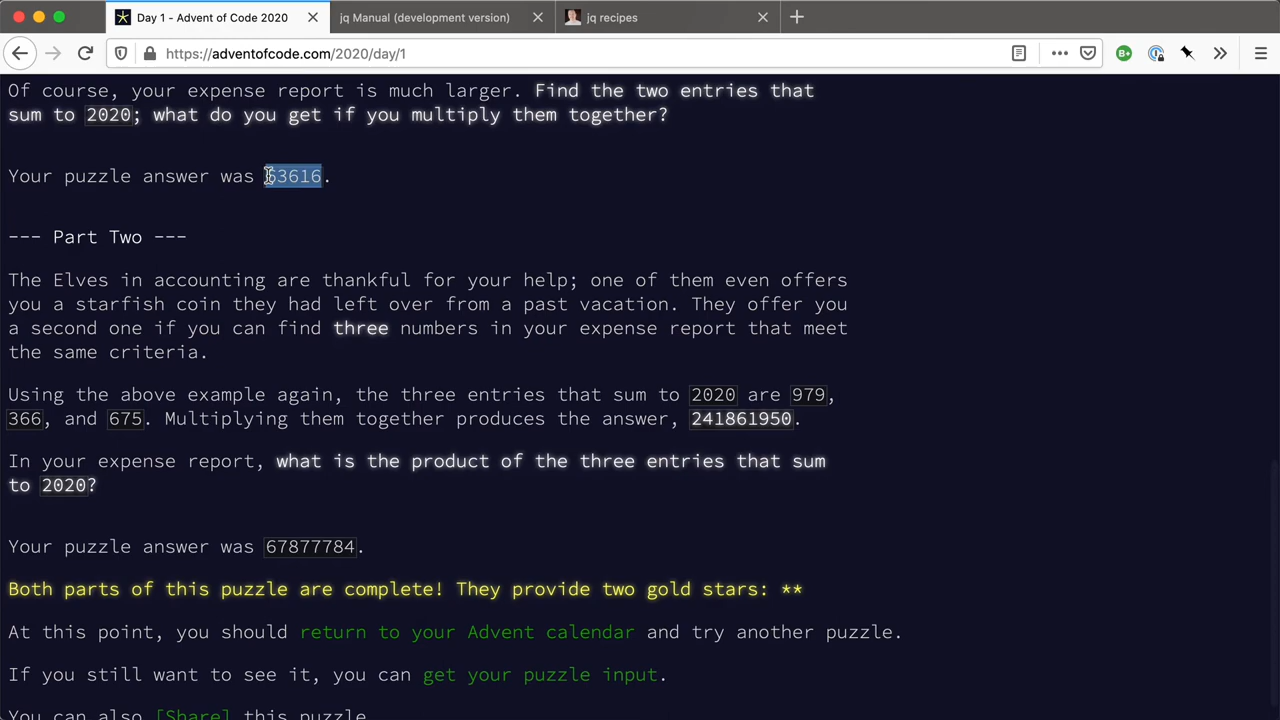 Day 1 - Advent of Code 2020
jq Manual (development version)
jq recipes
https://adventofcode.com/2020/day/1
Of course, your expense report is much larger. Find the two entries that
sum to 2020; what do you get if you multiply them together?
Your puzzle answer was 63616.
--- Part Two ---
The Elves in accounting are thankful for your help; one of them even offers
you a starfish coin they had left over from a past vacation. They offer you
a second one if you can find three numbers in your expense report that meet
the same criteria.
Using the above example again, the three entries that sum to 2020 are 979,
366, and 675. Multiplying them together produces the answer, 241861950.
In your expense report, what is the product of the three entries that sum
to 2020?
Your puzzle answer was 67877784.
Both parts of this puzzle are complete! They provide two gold stars: **
At this point, you should return to your Advent calendar and try another puzzle.
If you still want to see it, you can get your puzzle input.
You can also [Share] this puzzle.